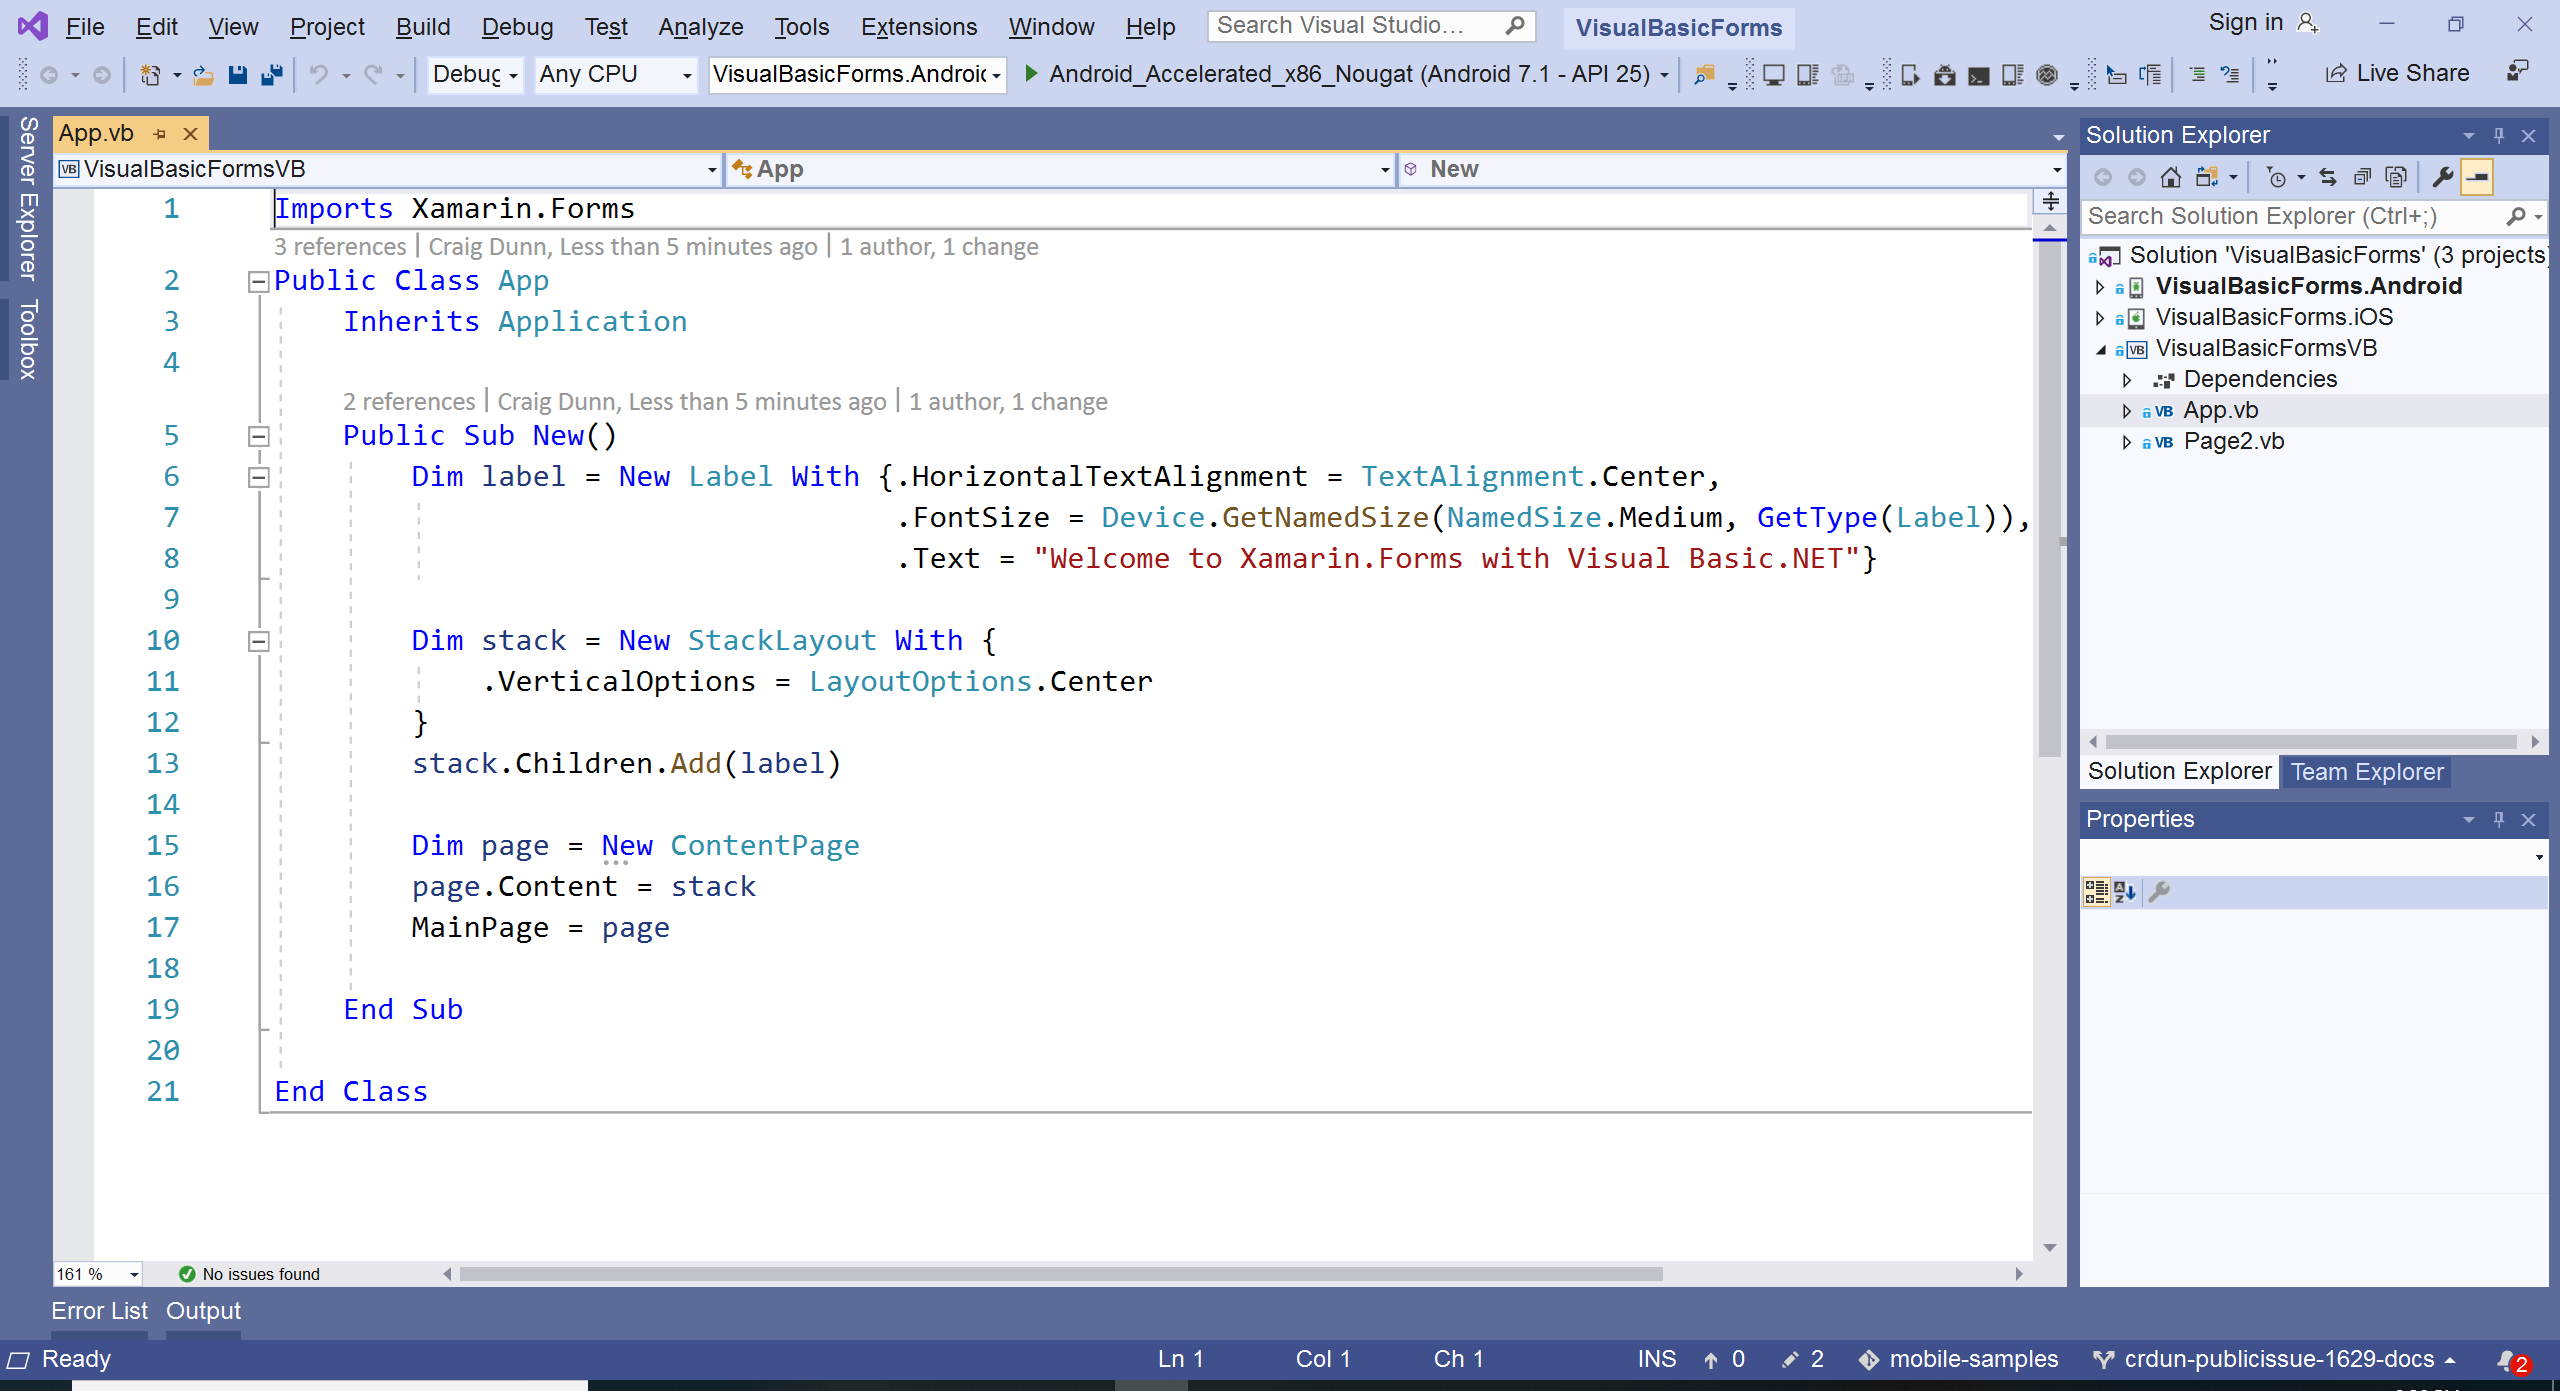 File Edit View Project Build Debug Test Analyze Tools Extensions Window Help Search Visual Studio... VisualBasicForms Sign in
Debug Any CPU VisualBasicForms.Android Android_Accelerated_x86_Nougat (Android 7.1 - API 25) Live Share
Server Explorer
Toolbox
App.vb
VisualBasicFormsVB App New
1 Imports Xamarin.Forms
3 references | Craig Dunn, Less than 5 minutes ago | 1 author, 1 change
2 Public Class App
3 Inherits Application
4
2 references | Craig Dunn, Less than 5 minutes ago | 1 author, 1 change
5 Public Sub New()
6 Dim label = New Label With {.HorizontalTextAlignment = TextAlignment.Center,
7 .FontSize = Device.GetNamedSize(NamedSize.Medium, GetType(Label)),
8 .Text = "Welcome to Xamarin.Forms with Visual Basic.NET"}
9
10 Dim stack = New StackLayout With {
11 .VerticalOptions = LayoutOptions.Center
12 }
13 stack.Children.Add(label)
14
15 Dim page = New ContentPage
16 page.Content = stack
17 MainPage = page
18
19 End Sub
20
21 End Class
161 % No issues found
Solution Explorer
Search Solution Explorer (Ctrl+;)
Solution 'VisualBasicForms' (3 projects)
VisualBasicForms.Android
VisualBasicForms.iOS
VB VisualBasicFormsVB
Dependencies
VB App.vb
VB Page2.vb
Solution Explorer Team Explorer
Properties
Error List Output
Ready Ln 1 Col 1 Ch 1 INS 0 2 mobile-samples crdun-publicissue-1629-docs 2